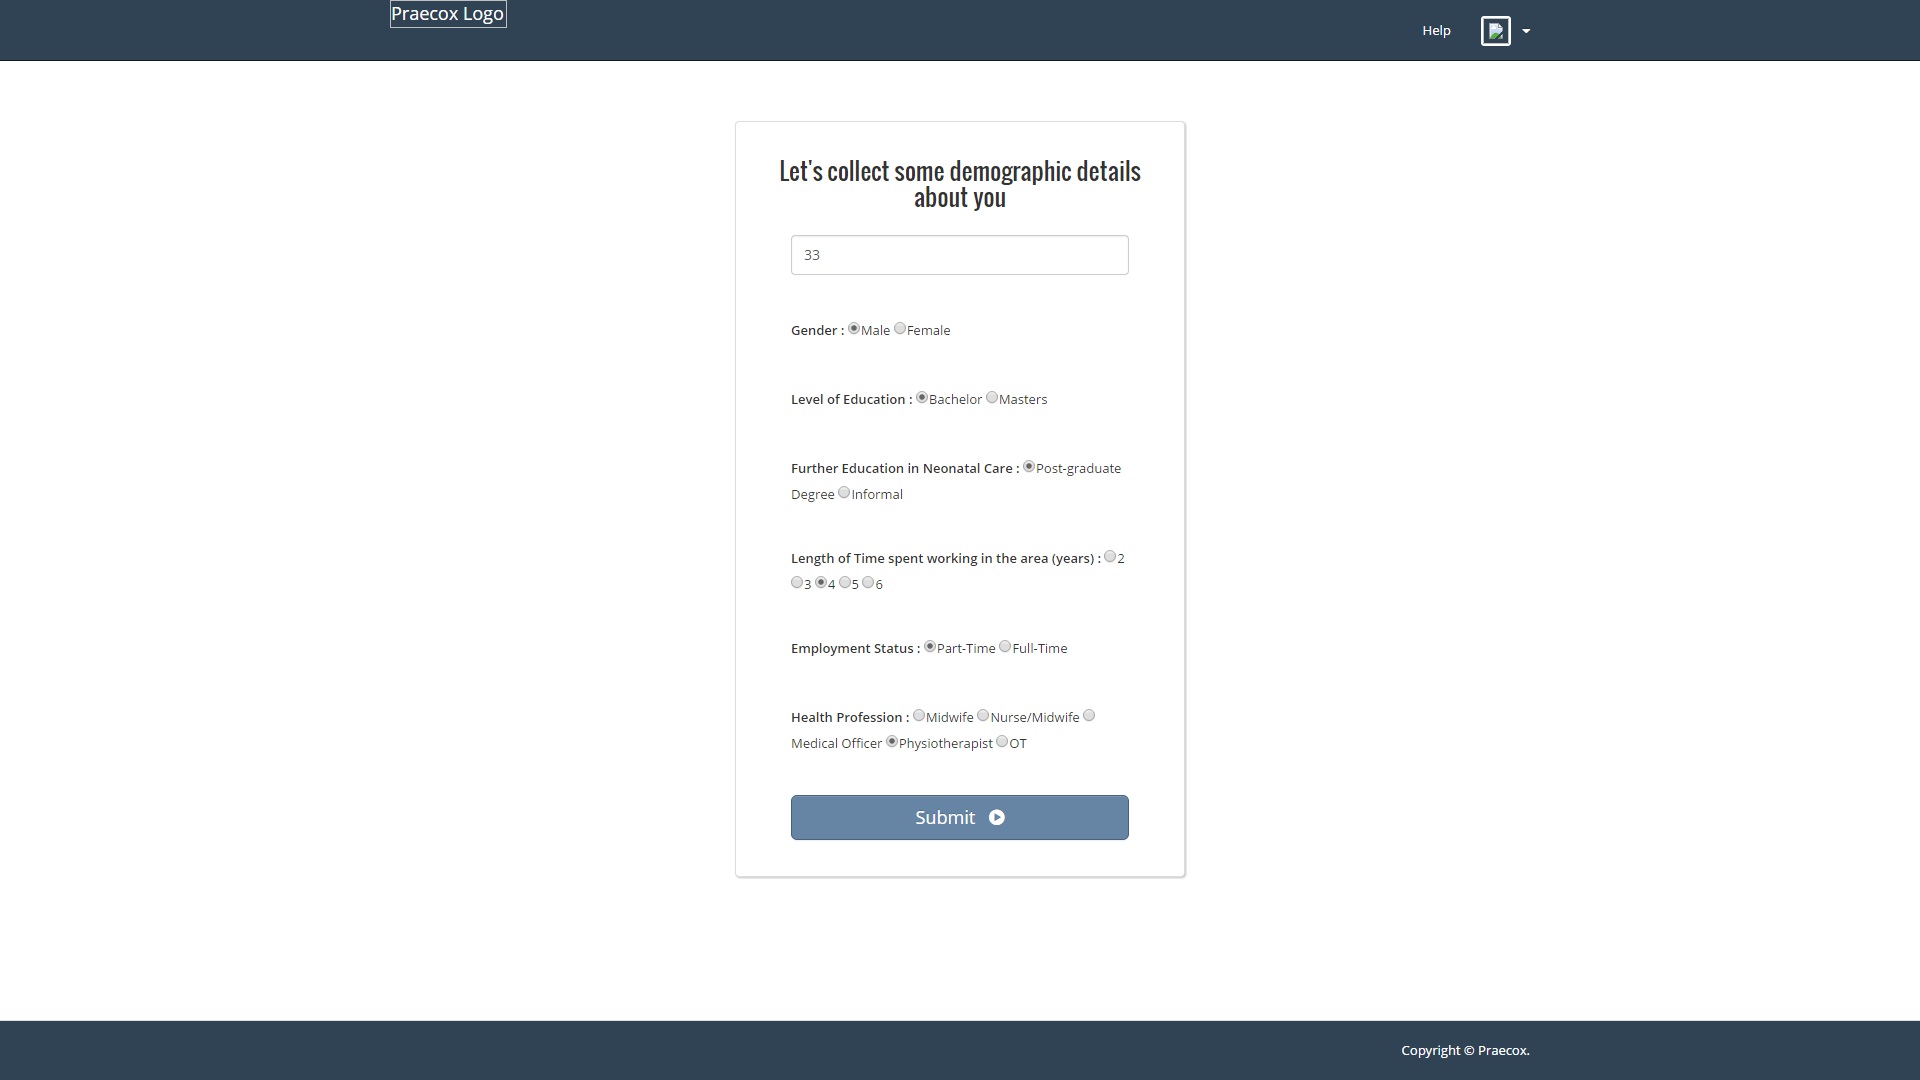 Praecox Logo
Help
Let's collect some demographic details
about you
33
Gender : Male Female
Level of Education : Bachelor Masters
Further Education in Neonatal Care : Post-graduate
Degree Informal
Length of Time spent working in the area (years) : 2
3 4 5 6
Employment Status : Part-Time Full-Time
Health Profession : Midwife Nurse/Midwife
Medical Officer Physiotherapist OT
Submit
Copyright © Praecox.